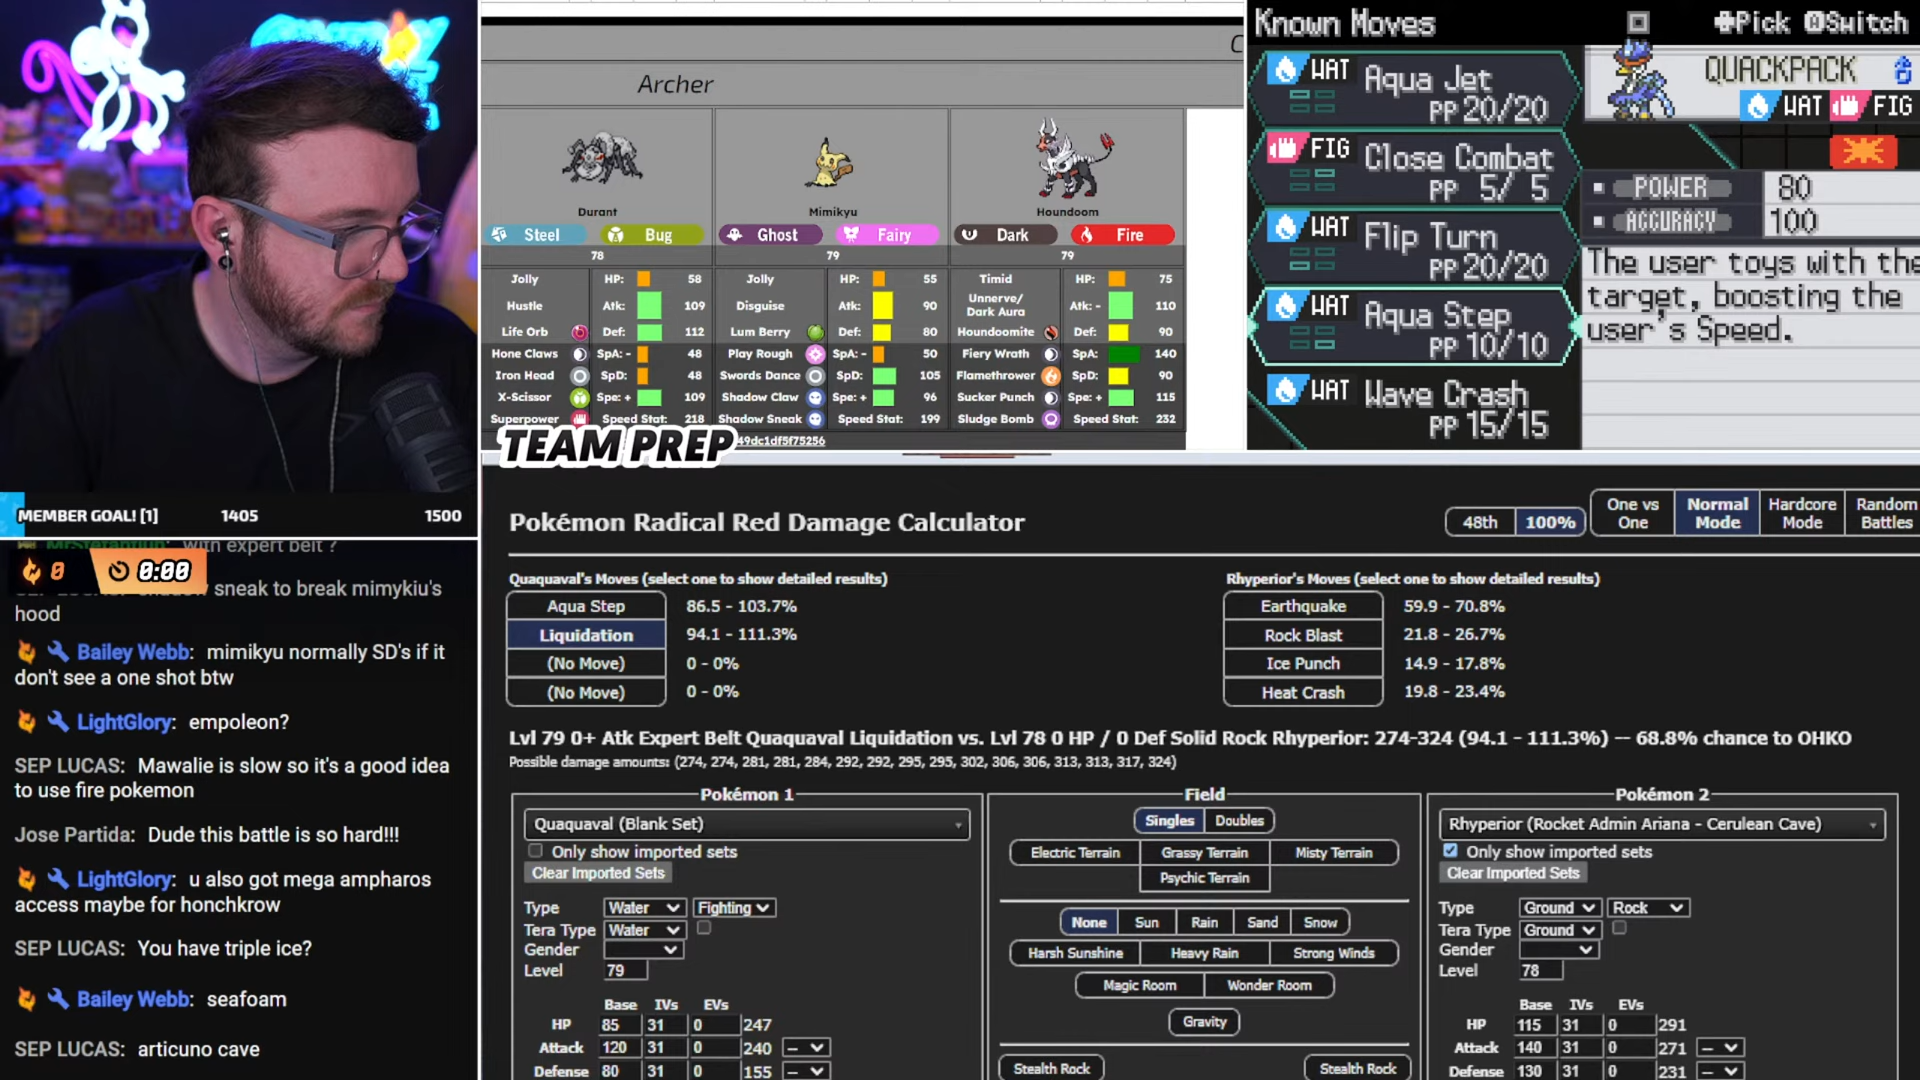 Archer
Durant
Mimikyu
Houndoom
Steel Bug Ghost Fairy Dark Fire
78 79 79
Jolly HP: 58 Jolly HP: 55 Timid HP: 75
Hustle Atk: 109 Disguise Atk: 90 Unnerve/ Dark Aura Atk: - 110
Life Orb Def: 112 Lum Berry Def: 80 Houndoomite Def: 90
Hone Claws SpA: - 48 Play Rough SpA: - 50 Fiery Wrath SpA: 140
Iron Head SpD: 48 Swords Dance SpD: 105 Flamethrower SpD: 90
X-Scissor Spe: + 109 Shadow Claw Spe: + 96 Sucker Punch Spe: + 115
Superpower Speed Stat: 218 Shadow Sneak Speed Stat: 199 Sludge Bomb Speed Stat: 232
49dc1df5f75256
TEAM PREP
Known Moves Pick Switch
WAT Aqua Jet
PP 20/20
FIG Close Combat
PP 5/ 5
WAT Flip Turn
PP 20/20
WAT Aqua Step
PP 10/10
WAT Wave Crash
PP 15/15
QUACKPACK
WAT FIG
POWER 80
ACCURACY 100
The user toys with the
target, boosting the
user's Speed.
MEMBER GOAL! [1] 1405 1500
with expert belt ?
0 0:00
sneak to break mimykiu's
hood
Bailey Webb: mimikyu normally SD's if it
don't see a one shot btw
LightGlory: empoleon?
SEP LUCAS: Mawalie is slow so it's a good idea
to use fire pokemon
Jose Partida: Dude this battle is so hard!!!
LightGlory: u also got mega ampharos
access maybe for honchkrow
SEP LUCAS: You have triple ice?
Bailey Webb: seafoam
SEP LUCAS: articuno cave
Pokémon Radical Red Damage Calculator
48th 100% One vs One Normal Mode Hardcore Mode Random Battles
Quaquaval's Moves (select one to show detailed results)
Aqua Step 86.5 - 103.7%
Liquidation 94.1 - 111.3%
(No Move) 0 - 0%
(No Move) 0 - 0%
Rhyperior's Moves (select one to show detailed results)
Earthquake 59.9 - 70.8%
Rock Blast 21.8 - 26.7%
Ice Punch 14.9 - 17.8%
Heat Crash 19.8 - 23.4%
Lvl 79 0+ Atk Expert Belt Quaquaval Liquidation vs. Lvl 78 0 HP / 0 Def Solid Rock Rhyperior: 274-324 (94.1 - 111.3%) -- 68.8% chance to OHKO
Possible damage amounts: (274, 274, 281, 281, 284, 292, 292, 295, 295, 302, 306, 306, 313, 313, 317, 324)
Pokémon 1
Quaquaval (Blank Set)
Only show imported sets
Clear Imported Sets
Type Water Fighting
Tera Type Water
Gender
Level 79
Base IVs EVs
HP 85 31 0 247
Attack 120 31 0 240 --
Defense 80 31 0 155 --
Field
Singles Doubles
Electric Terrain Grassy Terrain Misty Terrain
Psychic Terrain
None Sun Rain Sand Snow
Harsh Sunshine Heavy Rain Strong Winds
Magic Room Wonder Room
Gravity
Stealth Rock Stealth Rock
Pokémon 2
Rhyperior (Rocket Admin Ariana - Cerulean Cave)
Only show imported sets
Clear Imported Sets
Type Ground Rock
Tera Type Ground
Gender
Level 78
Base IVs EVs
HP 115 31 0 291
Attack 140 31 0 271 --
Defense 130 31 0 231 --